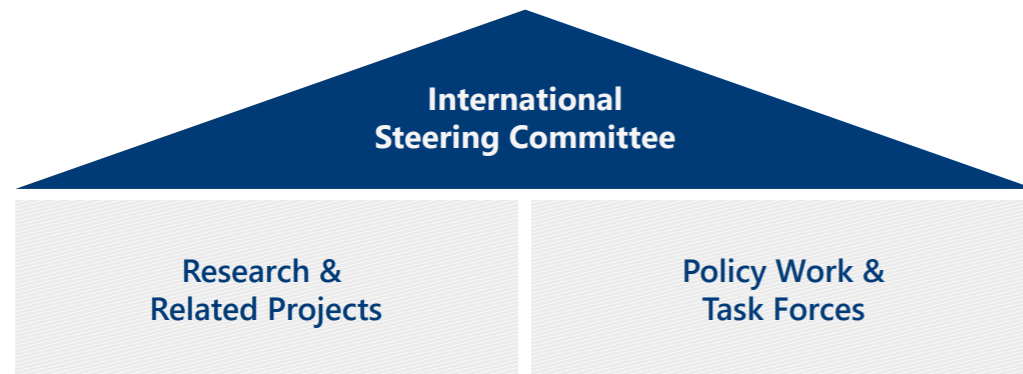 International
Steering Committee
Research &
Related Projects
Policy Work &
Task Forces